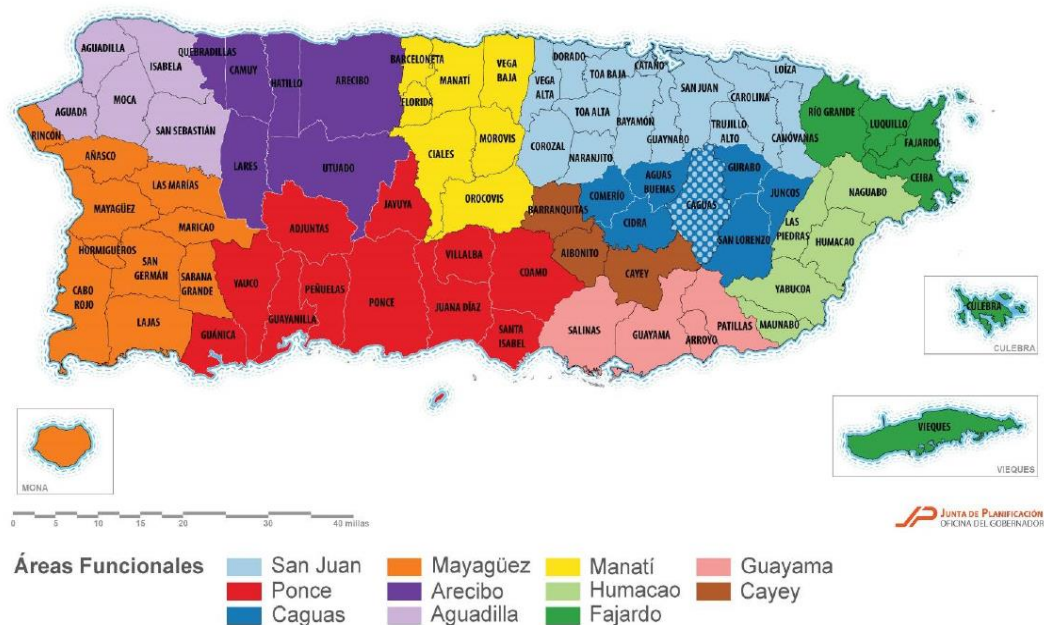 AGUADILLA
ISABELA
QUEBRADILLAS
CAMUY
HATILLO
ARECIBO
BARCELONETA
MANATÍ
VEGA
BAJA
FLORIDA
VEGA
ALTA
DORADO
TOA BAJA
CATAÑO
SAN JUAN
LOÍZA
CAROLINA
RÍO GRANDE
LUQUILLO
FAJARDO
CEIBA
AGUADA
MOCA
SAN SEBASTIÁN
RINCÓN
AÑASCO
LARES
UTUADO
CIALES
MOROVIS
COROZAL
TOA ALTA
BAYAMÓN
NARANJITO
GUAYNABO
TRUJILLO
ALTO
CANÓVANAS
LAS MARÍAS
MAYAGÜEZ
MARICAO
ADJUNTAS
JAYUYA
OROCOVIS
BARRANQUITAS
COMERÍO
AGUAS
BUENAS
CIDRA
CAGUAS
GURABO
JUNCOS
SAN LORENZO
LAS
PIEDRAS
NAGUABO
HUMACAO
HORMIGUEROS
SAN
GERMÁN
SABANA
GRANDE
CABO
ROJO
LAJAS
YAUCO
GUÁNICA
GUAYANILLA
PEÑUELAS
PONCE
VILLALBA
JUANA DÍAZ
COAMO
SANTA
ISABEL
AIBONITO
CAYEY
SALINAS
GUAYAMA
ARROYO
PATILLAS
YABUCOA
MAUNABO
CULEBRA
CULEBRA
VIEQUES
VIEQUES
MONA
0 5 10 15 20 30 40 millas
JP JUNTA DE PLANIFICACIÓN
OFICINA DEL GOBERNADOR
Áreas Funcionales
San Juan
Mayagüez
Manatí
Guayama
Ponce
Arecibo
Humacao
Cayey
Caguas
Aguadilla
Fajardo